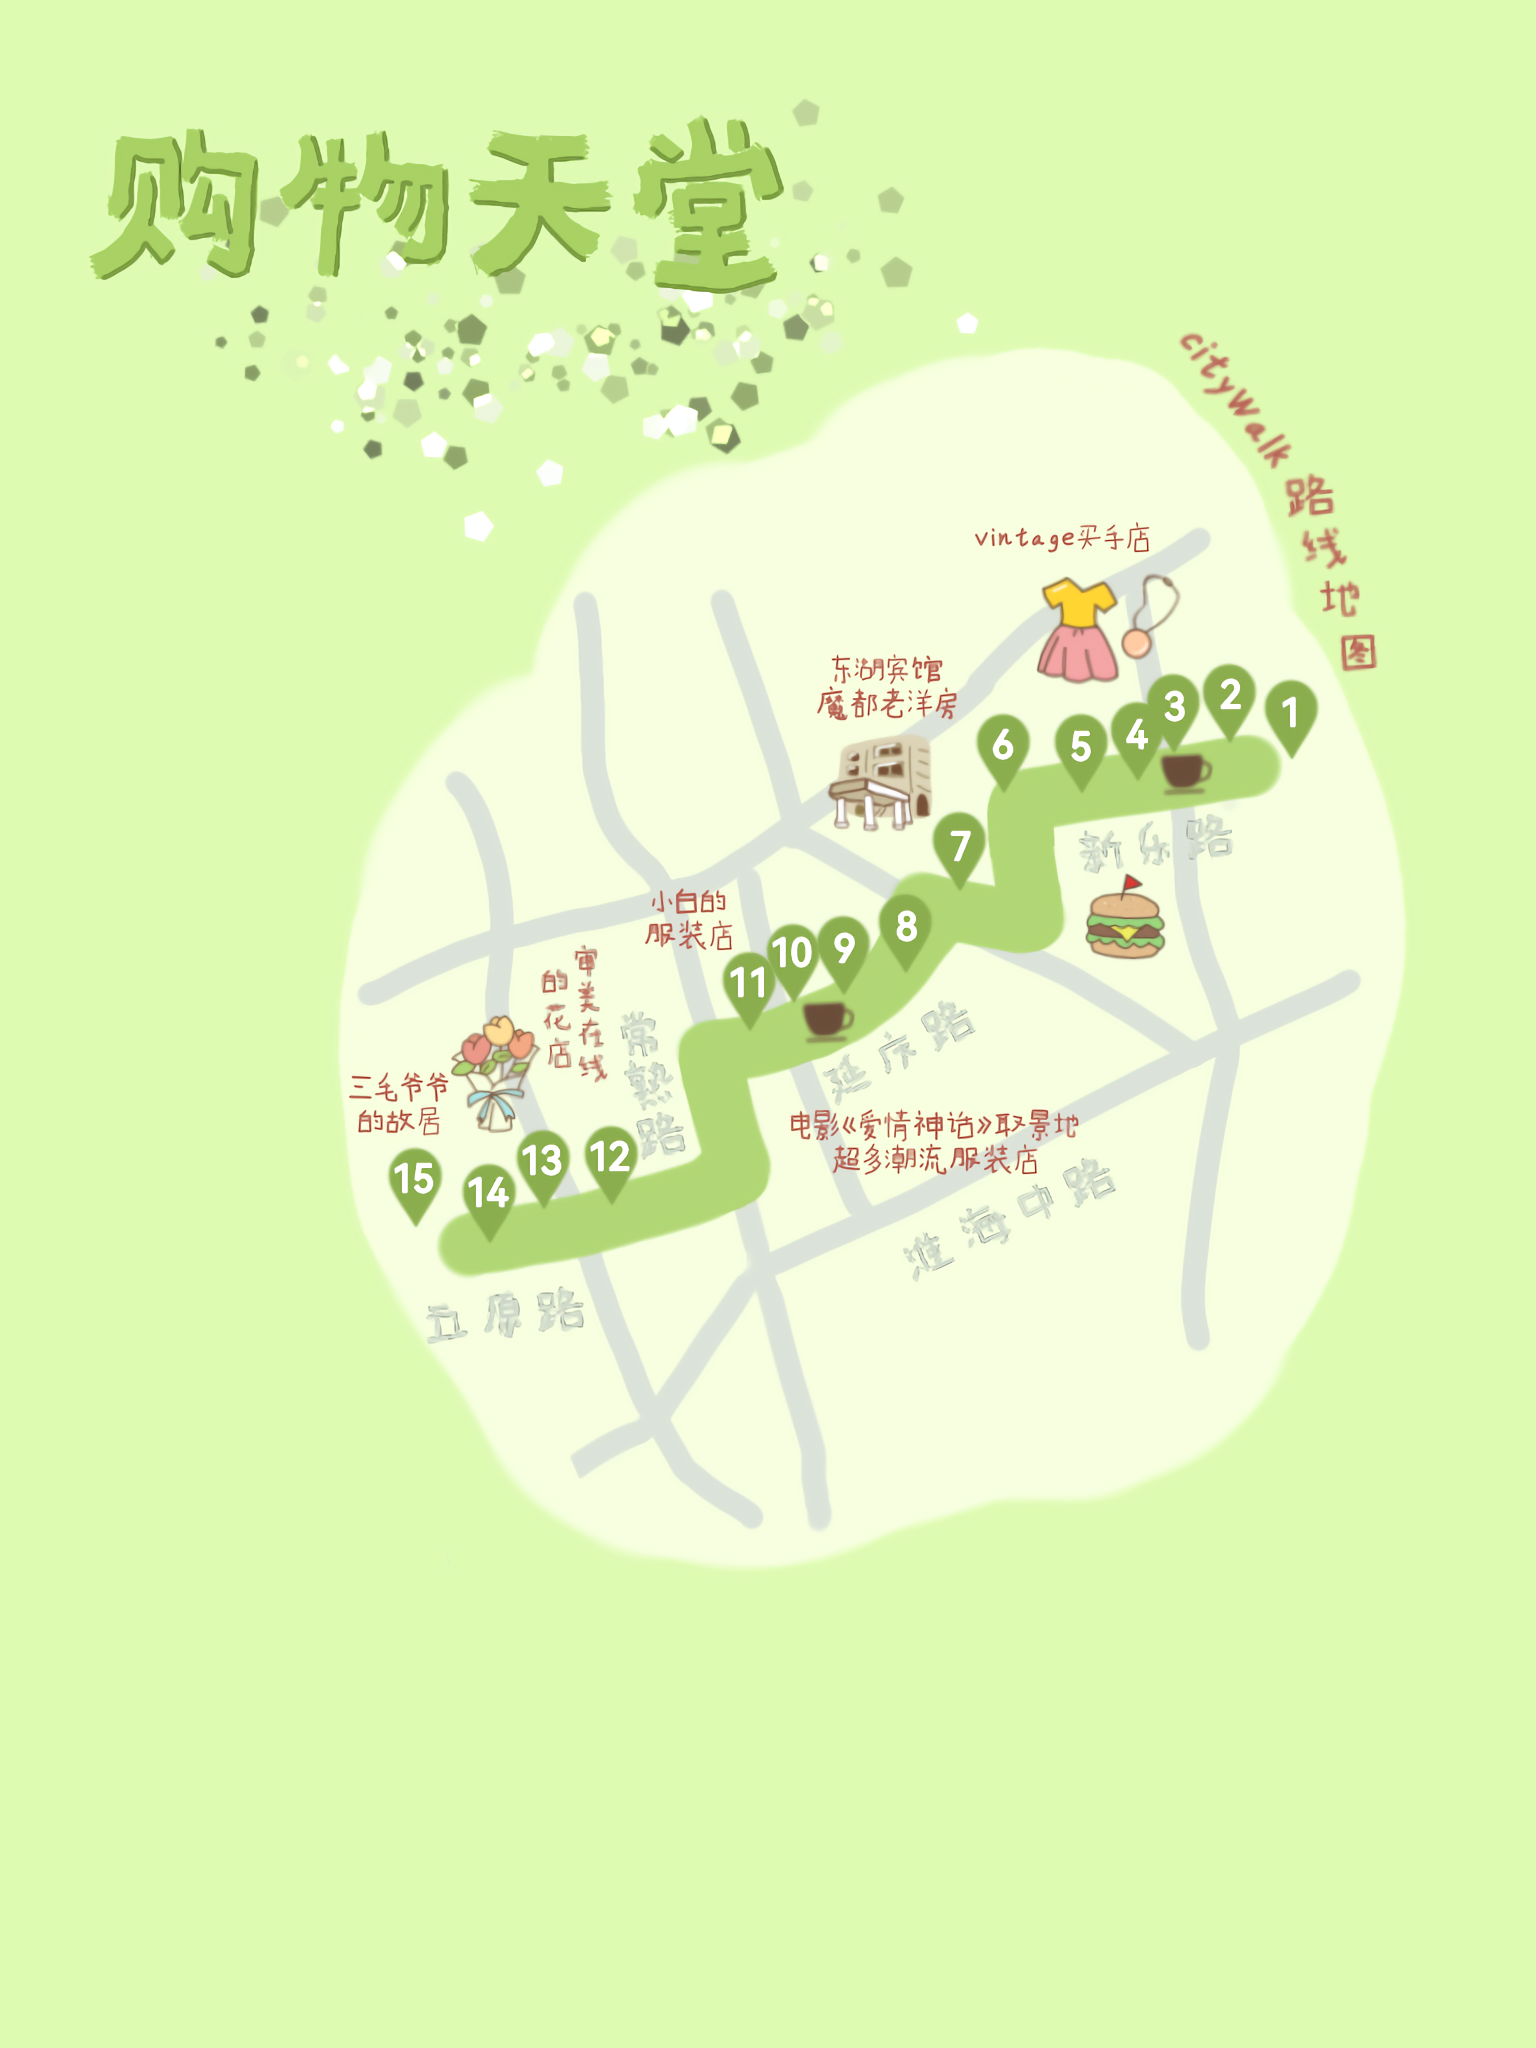 购物天堂
cityWalk路线地图
vintage买手店
东湖宾馆
魔都老洋房
1
2
3
4
5
6
7
8
9
10
11
12
13
14
15
新乐路
小白的
服装店
审美在线
的花店
常熟路
延庆路
三毛爷爷
的故居
电影《爱情神话》取景地
超多潮流服装店
淮海中路
五原路